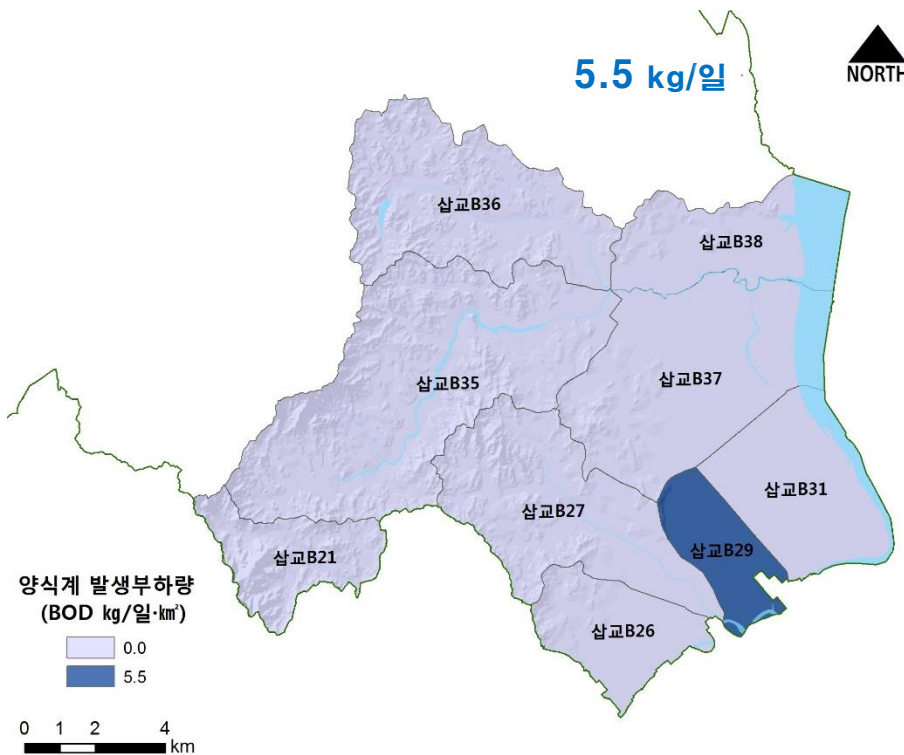 5.5 kg/일
NORTH
삽교B36
삽교B38
삽교B35
삽교B37
삽교B31
삽교B27
삽교B29
삽교B21
삽교B26
양식계 발생부하량
(BOD kg/일·㎢)
0.0
5.5
0 1 2 4
km